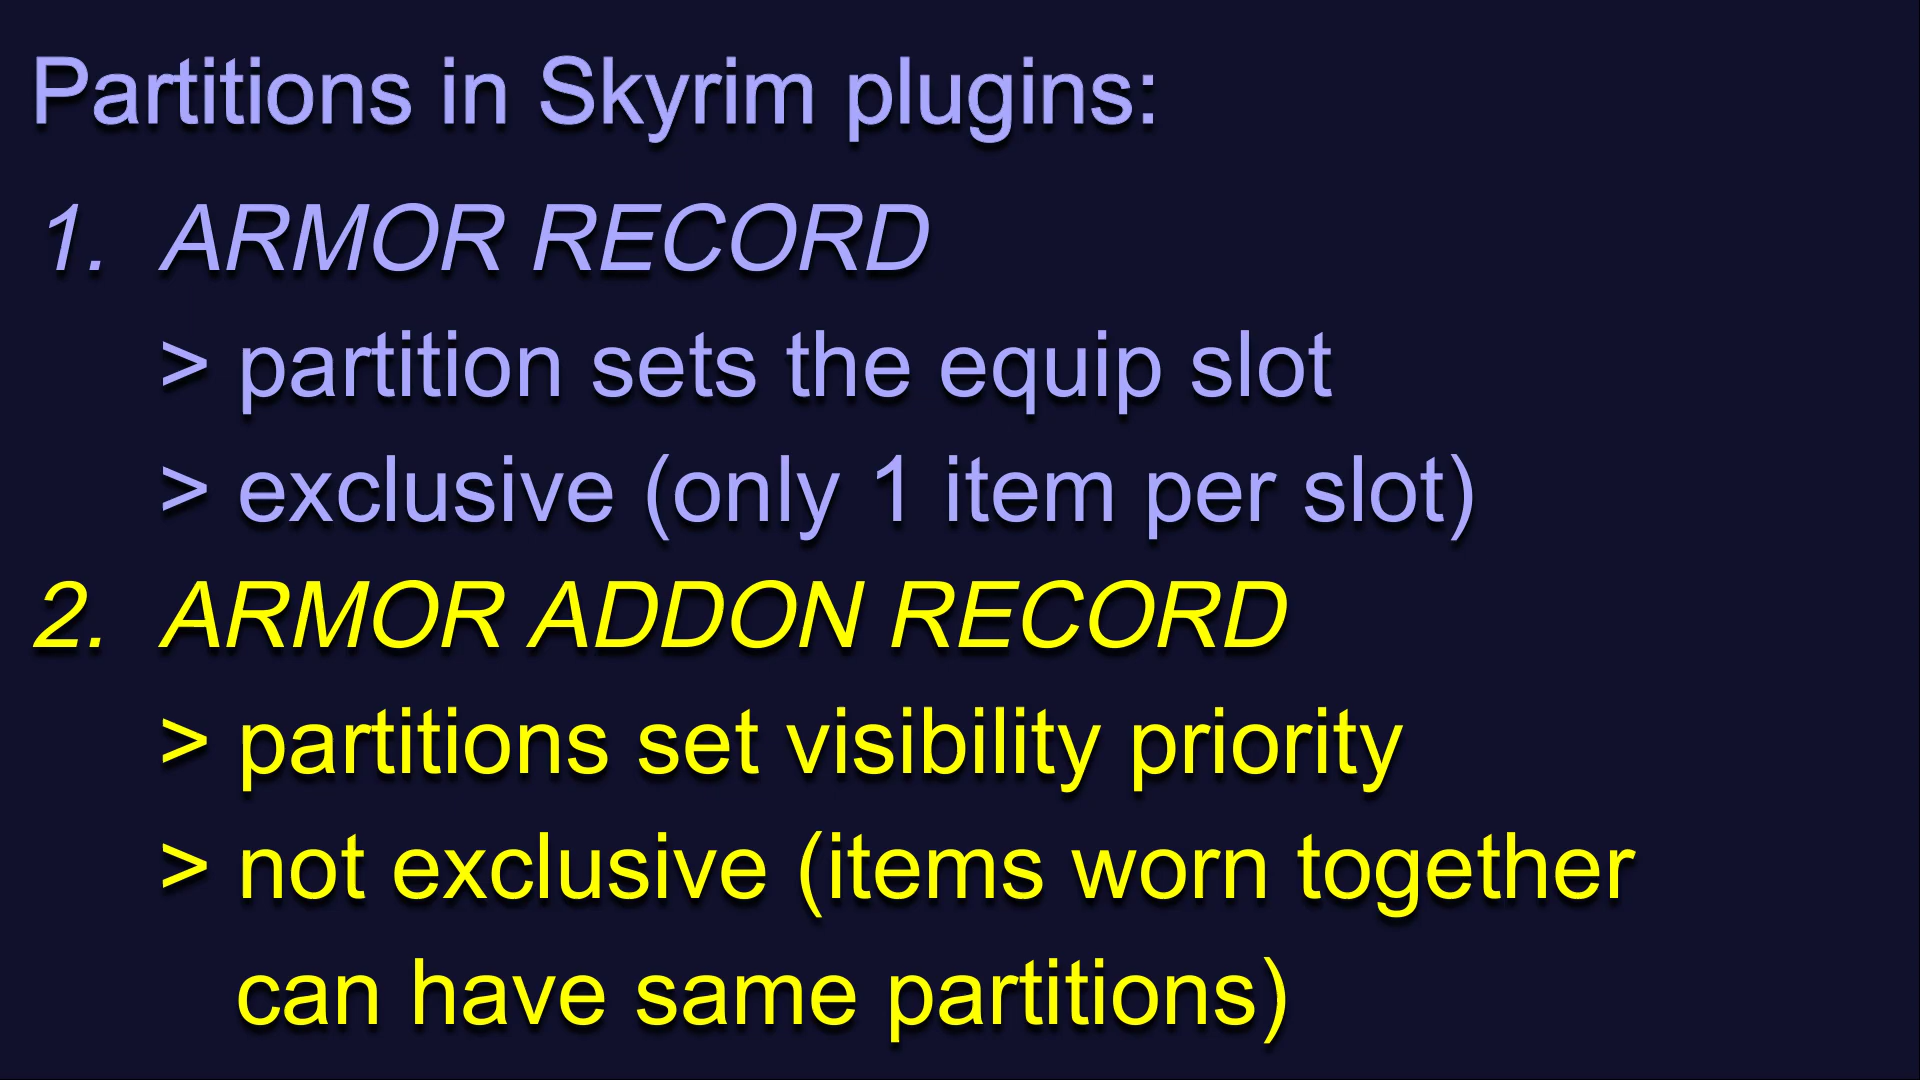 Partitions in Skyrim plugins:
1. ARMOR RECORD
> partition sets the equip slot
> exclusive (only 1 item per slot)
2. ARMOR ADDON RECORD
> partitions set visibility priority
> not exclusive (items worn together
can have same partitions)